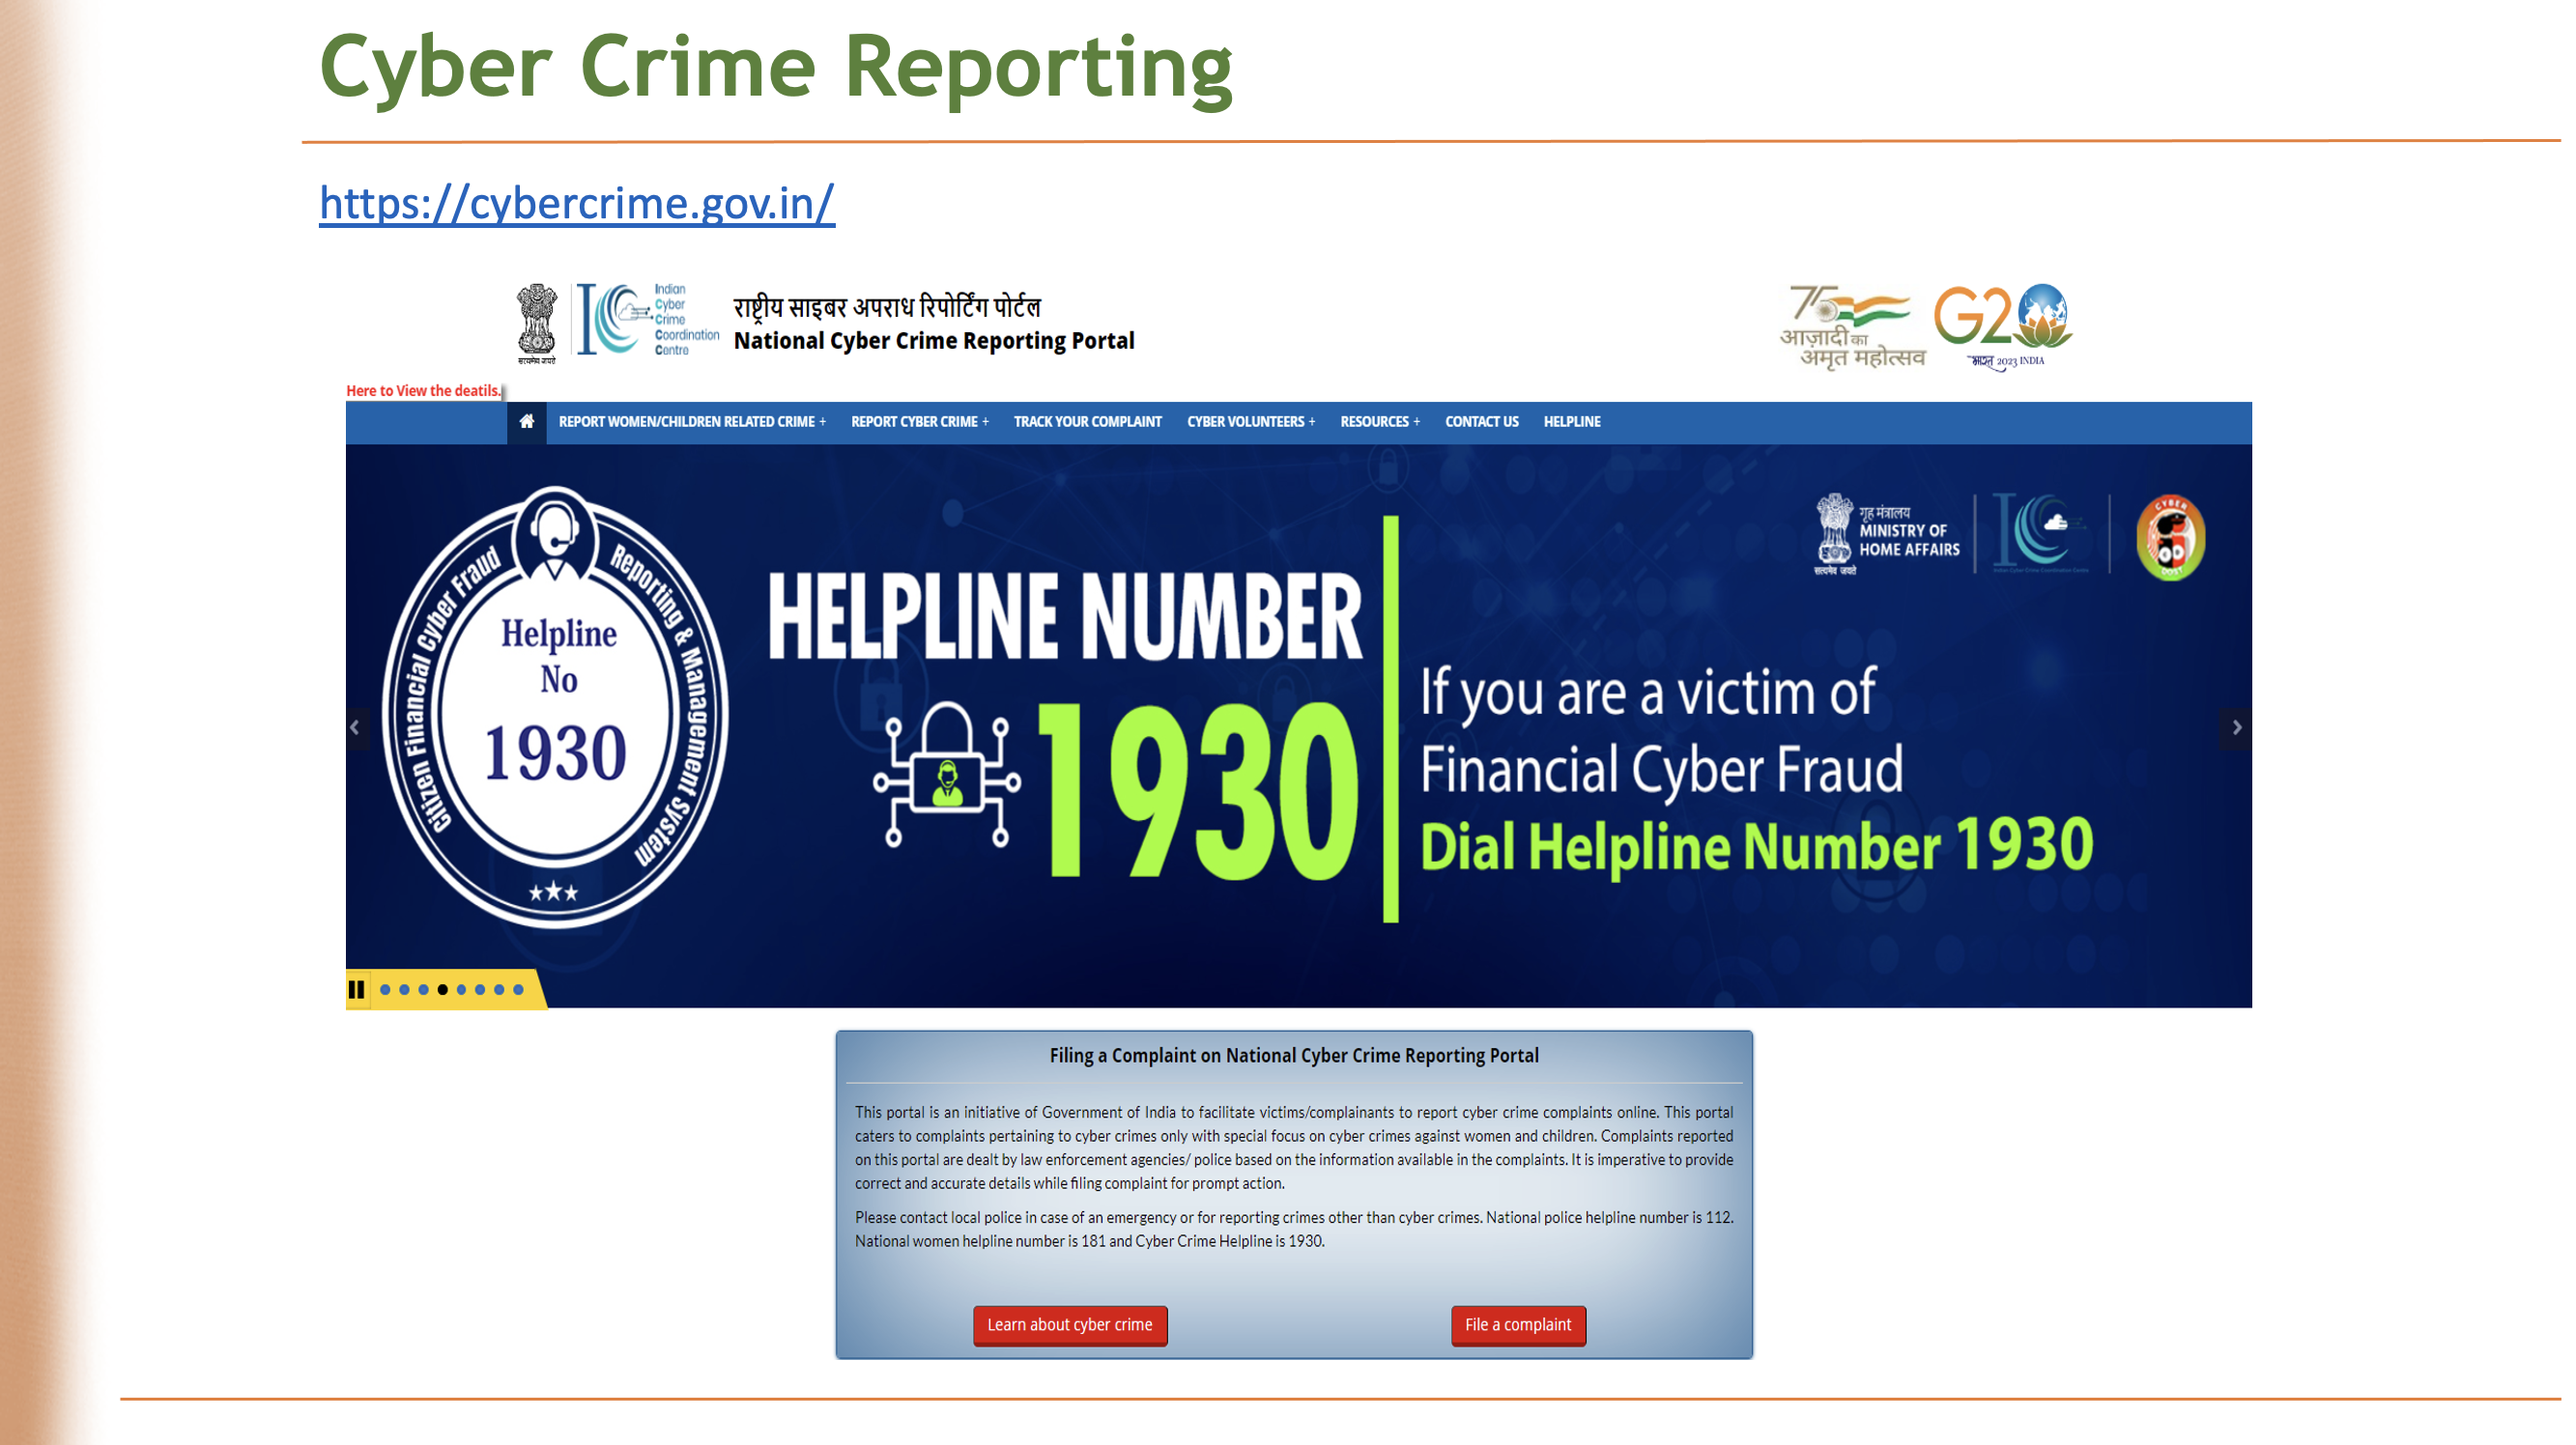 Cyber Crime Reporting
https://cybercrime.gov.in/
Indian
Cyber
Crime
Coordination
Centre
सत्यमेव जयते
राष्ट्रीय साइबर अपराध रिपोर्टिंग पोर्टल
National Cyber Crime Reporting Portal
75
आज़ादी का
अमृत महोत्सव
G20
भारत 2023 INDIA
Here to View the deatils.
REPORT WOMEN/CHILDREN RELATED CRIME +
REPORT CYBER CRIME +
TRACK YOUR COMPLAINT
CYBER VOLUNTEERS +
RESOURCES +
CONTACT US
HELPLINE
Citizen Financial Cyber Fraud Reporting & Management System
Helpline
No
1930
HELPLINE NUMBER
1930
गृह मंत्रालय
MINISTRY OF
HOME AFFAIRS
सत्यमेव जयते
CYBER
DOST
If you are a victim of
Financial Cyber Fraud
Dial Helpline Number 1930
Filing a Complaint on National Cyber Crime Reporting Portal
This portal is an initiative of Government of India to facilitate victims/complainants to report cyber crime complaints online. This portal
caters to complaints pertaining to cyber crimes only with special focus on cyber crimes against women and children. Complaints reported
on this portal are dealt by law enforcement agencies/ police based on the information available in the complaints. It is imperative to provide
correct and accurate details while filing complaint for prompt action.
Please contact local police in case of an emergency or for reporting crimes other than cyber crimes. National police helpline number is 112.
National women helpline number is 181 and Cyber Crime Helpline is 1930.
Learn about cyber crime
File a complaint